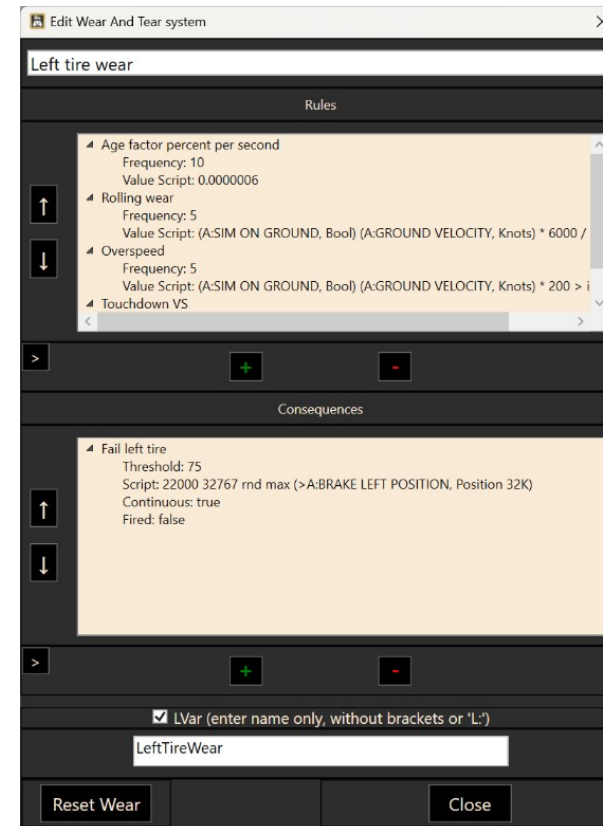 Edit Wear And Tear system
Left tire wear
Rules
Age factor percent per second
Frequency: 10
Value Script: 0.0000006
Rolling wear
Frequency: 5
Value Script: (A:SIM ON GROUND, Bool) (A:GROUND VELOCITY, Knots) * 6000 /
Overspeed
Frequency: 5
Value Script: (A:SIM ON GROUND, Bool) (A:GROUND VELOCITY, Knots) * 200 > i
Touchdown VS
>
+ -
Consequences
Fail left tire
Threshold: 75
Script: 22000 32767 rnd max (>A:BRAKE LEFT POSITION, Position 32K)
Continuous: true
Fired: false
>
+ -
LVar (enter name only, without brackets or 'L:')
LeftTireWear
Reset Wear Close